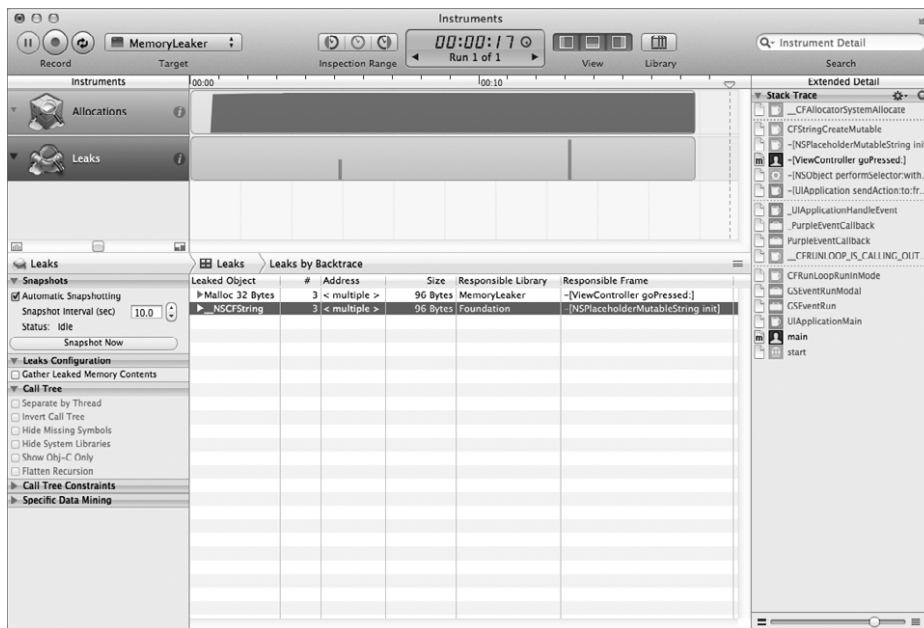 Instruments
MemoryLeaker
00:00:17
Run 1 of 1
Instrument Detail
Record
Target
Inspection Range
View
Library
Search
Instruments
00:00
00:10
Extended Detail
Allocations
Leaks
Stack Trace
__CFAllocatorSystemAllocate
CFStringCreateMutable
-[NSPlaceholderMutableString init
-[ViewController goPressed:]
-[NSObject performSelector:with...
-[UIApplication sendAction:to:fr...
_UIApplicationHandleEvent
_PurpleEventCallback
PurpleEventCallback
__CFRUNLOOP_IS_CALLING_OUT...
CFRunLoopRunInMode
GSEventRunModal
GSEventRun
UIApplicationMain
main
start
Leaks
Leaks
Leaks by Backtrace
Snapshots
Automatic Snapshotting
Snapshot Interval (sec) 10.0
Status: Idle
Snapshot Now
Leaks Configuration
Gather Leaked Memory Contents
Call Tree
Separate by Thread
Invert Call Tree
Hide Missing Symbols
Hide System Libraries
Show Obj-C Only
Flatten Recursion
Call Tree Constraints
Specific Data Mining
Leaked Object # Address Size Responsible Library Responsible Frame
Malloc 32 Bytes 3 < multiple > 96 Bytes MemoryLeaker -[ViewController goPressed:]
__NSCFString 3 < multiple > 96 Bytes Foundation -[NSPlaceholderMutableString init]